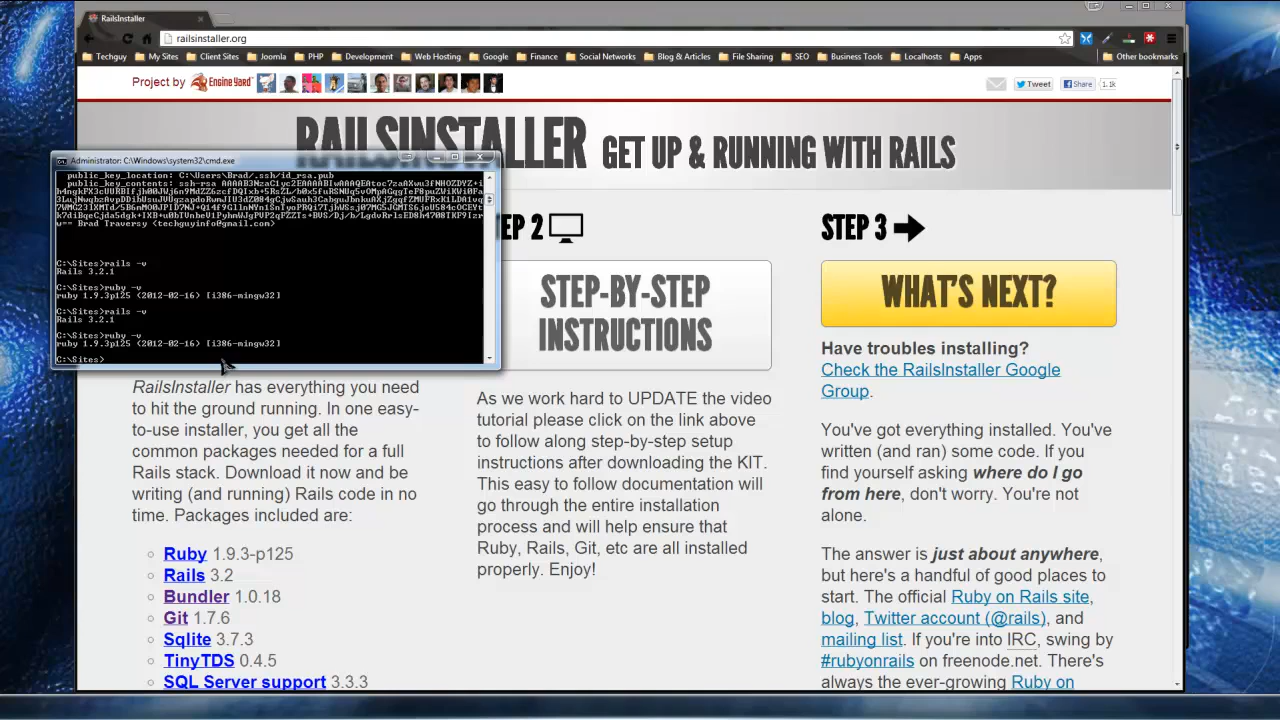 RailsInstaller
railsinstaller.org
Techguy My Sites Client Sites Joomla PHP Development Web Hosting Google Finance Social Networks Blog & Articles File Sharing SEO Business Tools Localhosts Apps Other bookmarks
Project by Engine Yard
Tweet Share 1.1k
RAILSINSTALLER GET UP & RUNNING WITH RAILS
Administrator: C:\Windows\system32\cmd.exe
public_key_location: C:\Users\Brad/.ssh/id_rsa.pub
public_key_contents: ssh-rsa
Brad Traversy <techguyinfo@gmail.com>
C:\Sites>rails -v
Rails 3.2.1
C:\Sites>ruby -v
ruby 1.9.3p125 (2012-02-16) [i386-mingw32]
C:\Sites>rails -v
Rails 3.2.1
C:\Sites>ruby -v
ruby 1.9.3p125 (2012-02-16) [i386-mingw32]
C:\Sites>
RailsInstaller has everything you need
to hit the ground running. In one easy-
to-use installer, you get all the
common packages needed for a full
Rails stack. Download it now and be
writing (and running) Rails code in no
time. Packages included are:
Ruby 1.9.3-p125
Rails 3.2
Bundler 1.0.18
Git 1.7.6
Sqlite 3.7.3
TinyTDS 0.4.5
SQL Server support 3.3.3
EP 2
STEP-BY-STEP
INSTRUCTIONS
As we work hard to UPDATE the video
tutorial please click on the link above
to follow along step-by-step setup
instructions after downloading the KIT.
This easy to follow documentation will
go through the entire installation
process and will help ensure that
Ruby, Rails, Git, etc are all installed
properly. Enjoy!
STEP 3
WHAT'S NEXT?
Have troubles installing?
Check the RailsInstaller Google
Group.
You've got everything installed. You've
written (and ran) some code. If you
find yourself asking where do I go
from here, don't worry. You're not
alone.
The answer is just about anywhere,
but here's a handful of good places to
start. The official Ruby on Rails site,
blog, Twitter account (@rails), and
mailing list. If you're into IRC, swing by
#rubyonrails on freenode.net. There's
always the ever-growing Ruby on